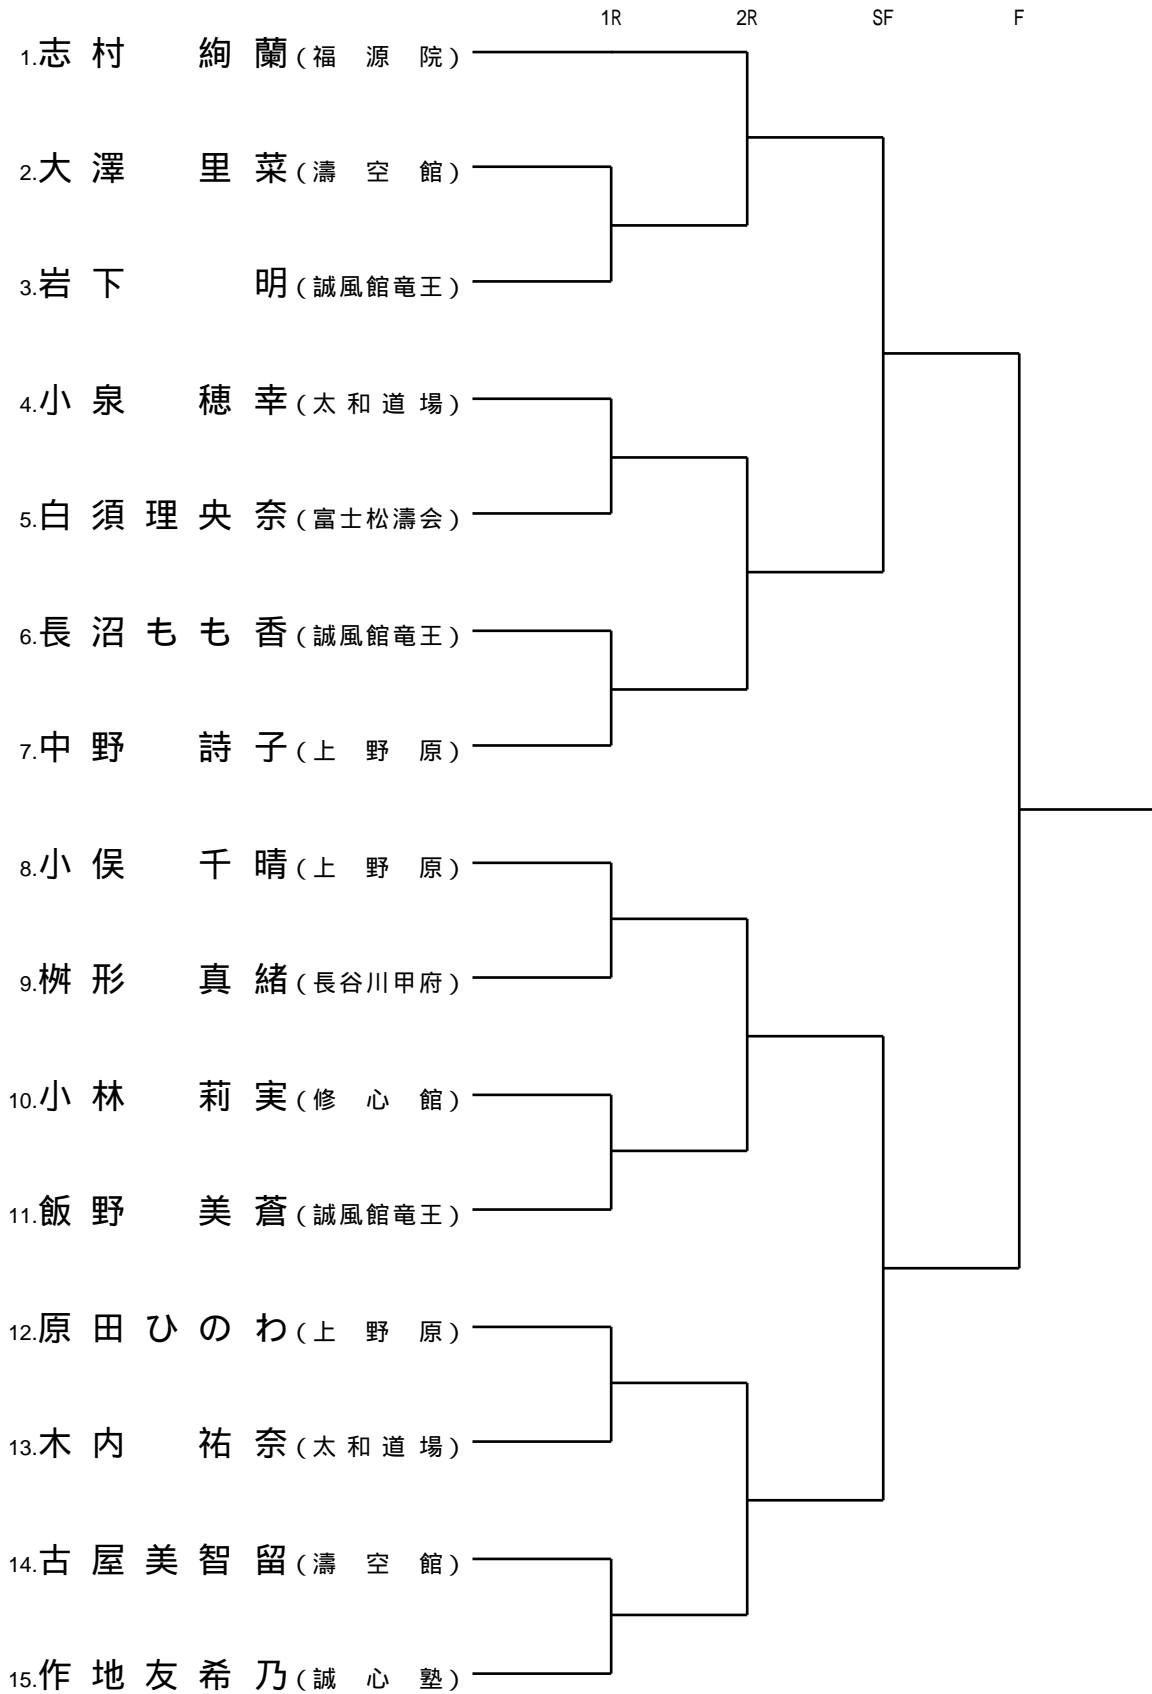 1R 2R SF F
1.志村 絢蘭(福源院)
2.大澤 里菜(濤空館)
3.岩下 明(誠風館竜王)
4.小泉 穂幸(太和道場)
5.白須理央奈(富士松濤会)
6.長沼もも香(誠風館竜王)
7.中野 詩子(上野原)
8.小俣 千晴(上野原)
9.桝形 真緒(長谷川甲府)
10.小林 莉実(修心館)
11.飯野 美蒼(誠風館竜王)
12.原田ひのわ(上野原)
13.木内 祐奈(太和道場)
14.古屋美智留(濤空館)
15.作地友希乃(誠心塾)